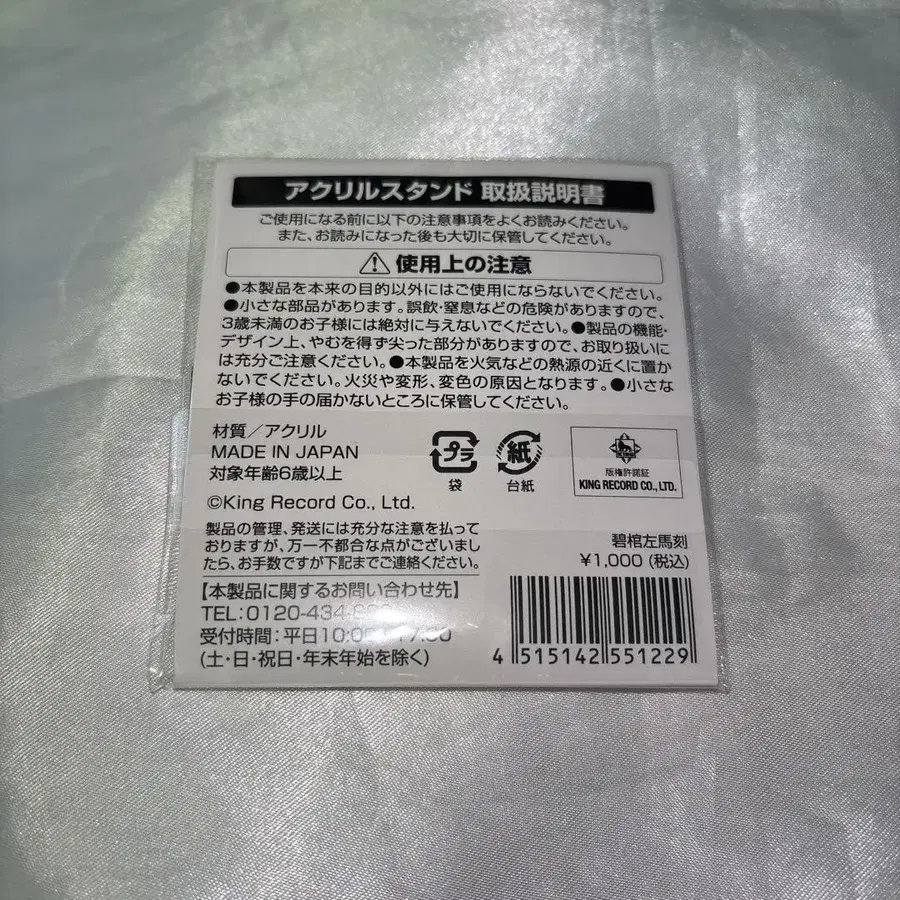 アクリルスタンド 取扱説明書
ご使用になる前に以下の注意事項をよくお読みください。
また、お読みになった後も大切に保管してください。
使用上の注意
●本製品を本来の目的以外にはご使用にならないでください。
●小さな部品があります。誤飲・窒息などの危険がありますので、
3歳未満のお子様には絶対に与えないでください。●製品の機能・
デザイン上、やむを得ず尖った部分がありますので、お取り扱いに
は充分ご注意ください。●本製品を火気などの熱源の近くに置か
ないでください。火災や変形、変色の原因となります。●小さな
お子様の手の届かないところに保管してください。
材質／アクリル
MADE IN JAPAN
対象年齢6歳以上
プラ
袋
紙
台紙
版権許諾証
KING RECORD CO., LTD.
©King Record Co., Ltd.
製品の管理、発送には充分な注意を払って
おりますが、万一不都合な点がございまし
たら、お手数ですが下記までご連絡ください。
【本製品に関するお問い合わせ先】
TEL:0120-434-
受付時間:平日10:00
(土・日・祝日・年末年始を除く)
碧棺左馬刻
¥1,000 (税込)
4 515142 551229